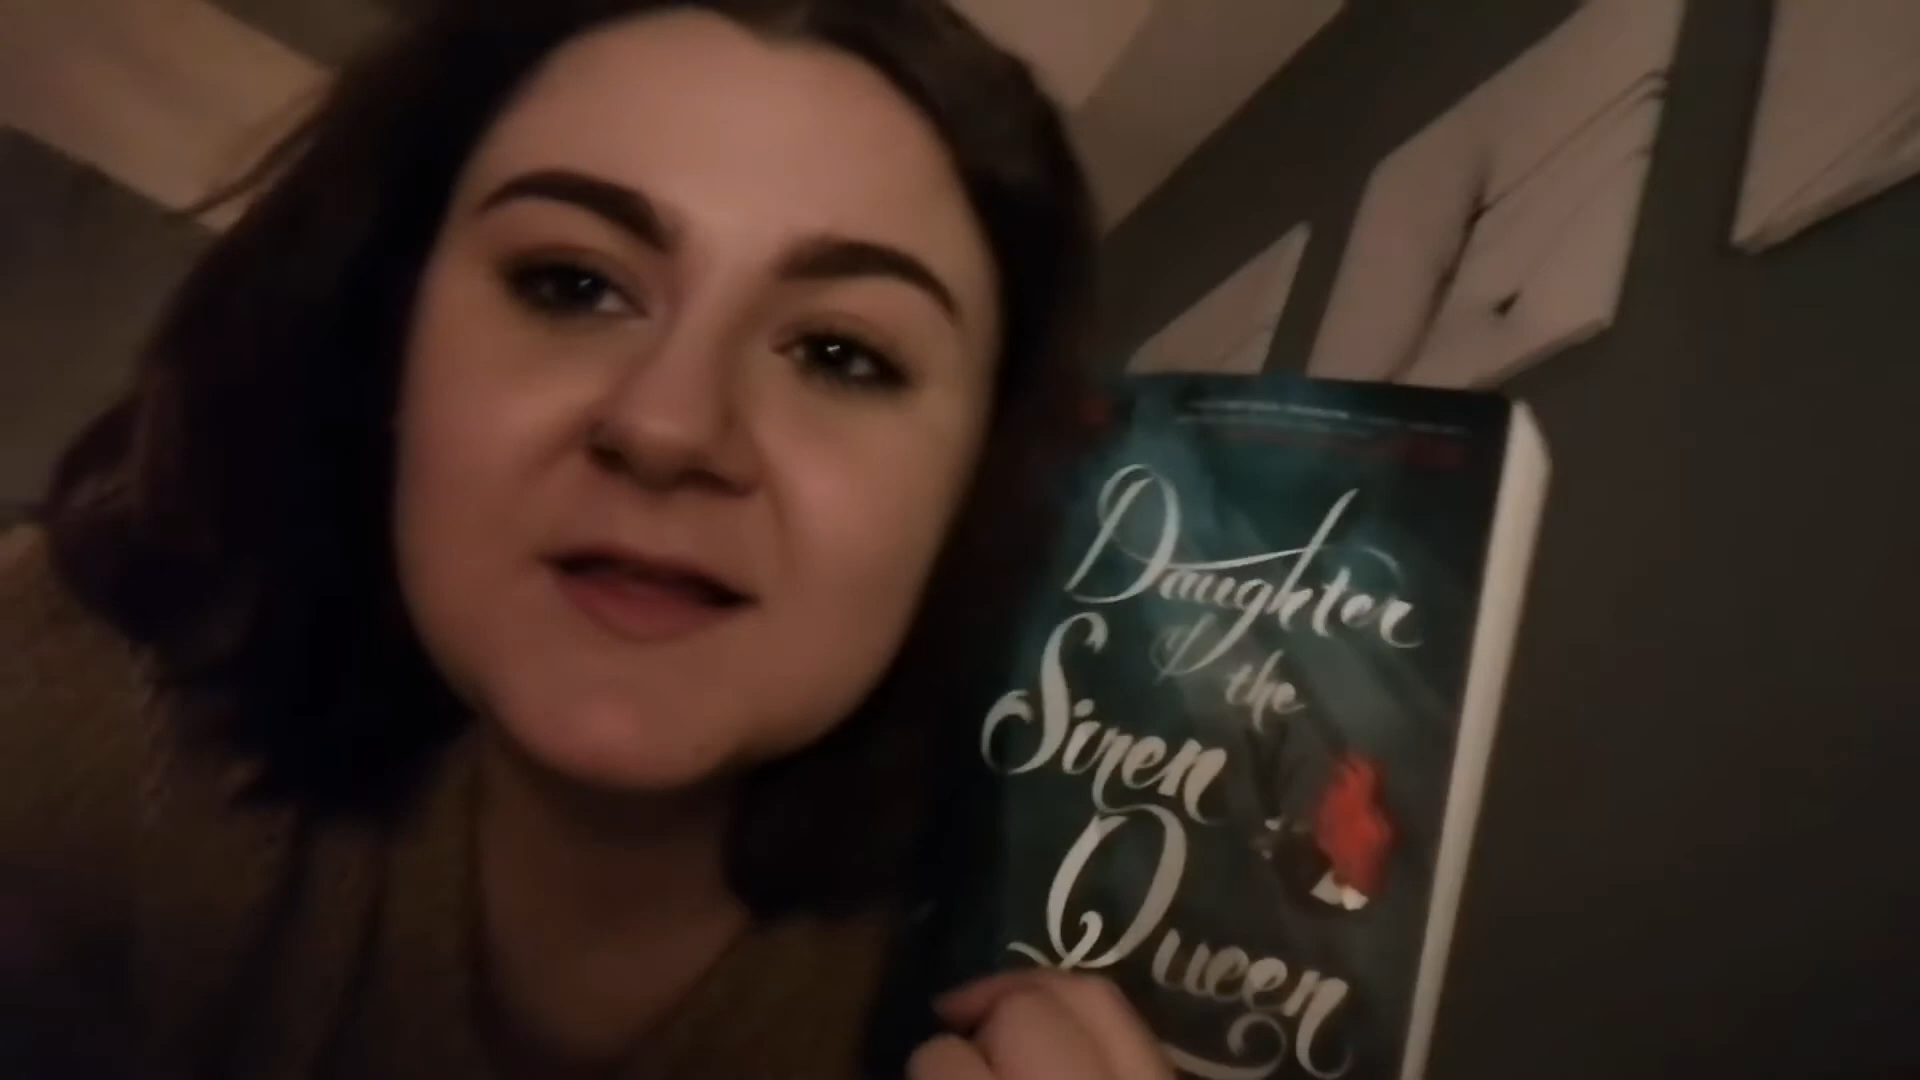 Daughter
of
the
Siren
Queen